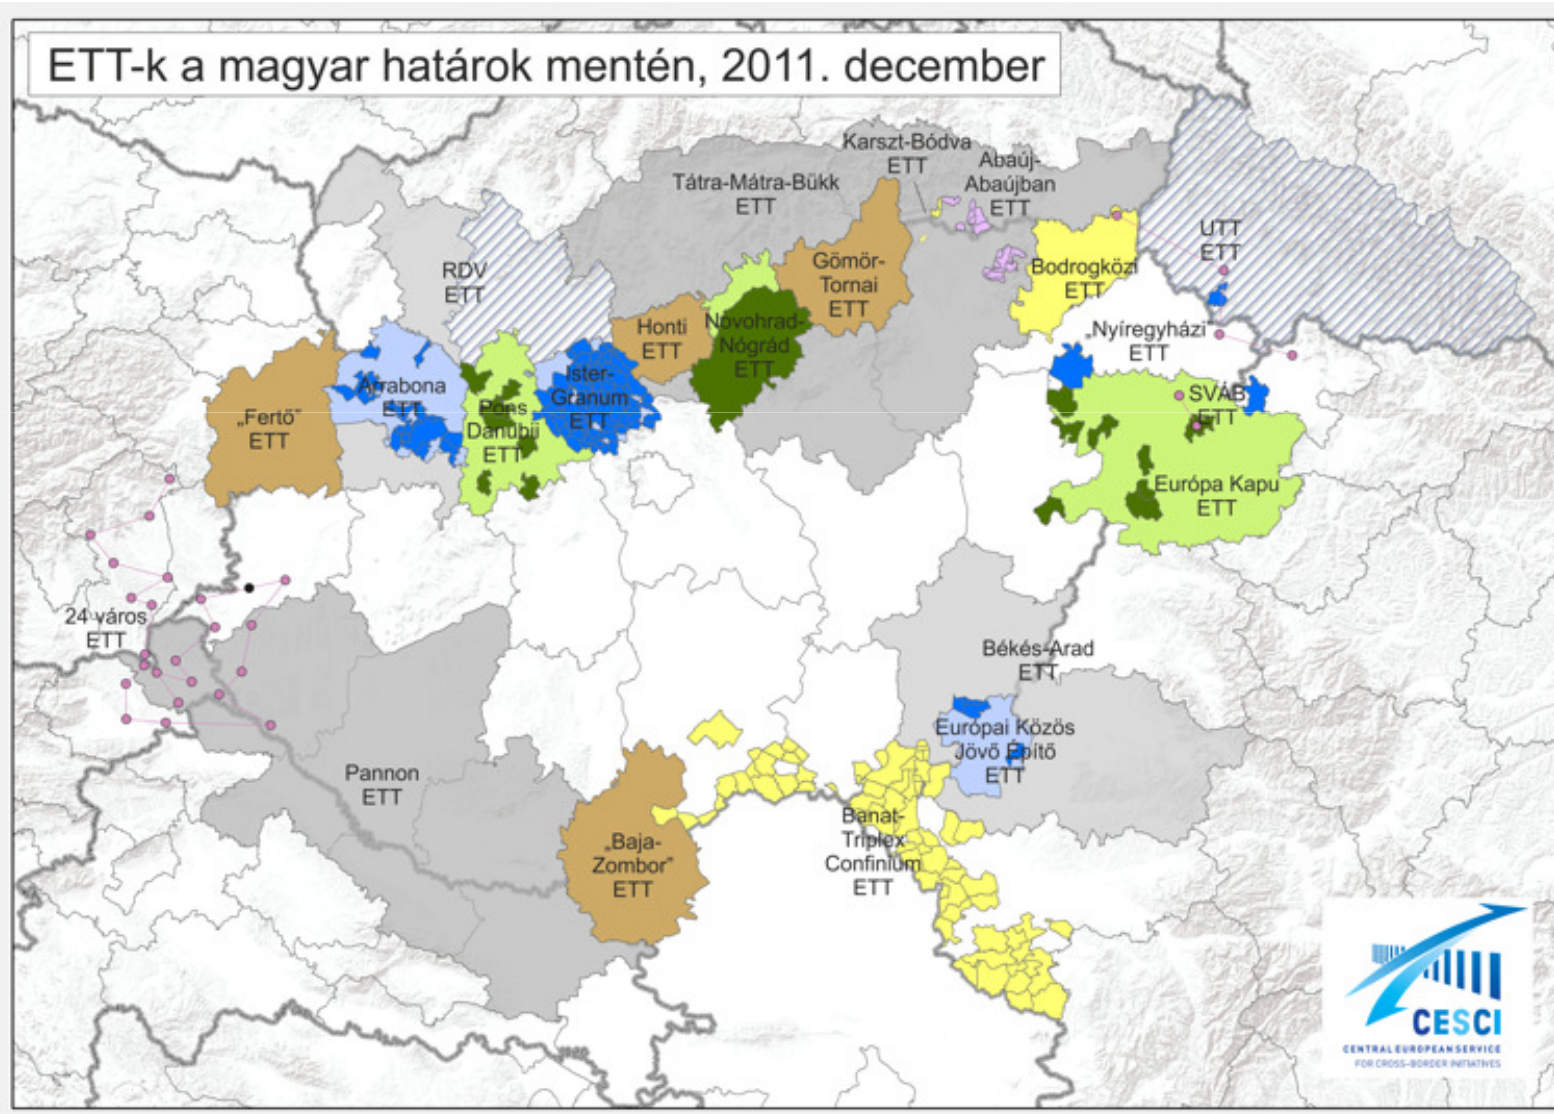 ETT-k a magyar határok mentén, 2011. december
Karszt-Bódva
ETT
Abaúj-
Abaújban
ETT
Tátra-Mátra-Bükk
ETT
UTT
ETT
RDV
ETT
Gömör-
Tornai
ETT
Bodrogközi
ETT
Honti
ETT
Novohrad-
Nógrád
ETT
„Nyíregyházi”
ETT
Arrabona
ETT
Ister-
Granum
ETT
Pons
Danubii
ETT
„Fertő”
ETT
SVÁB
ETT
Európa Kapu
ETT
24 város
ETT
Békés-Arad
ETT
Európai Közös
Jövő Építő
ETT
Pannon
ETT
Banat-
Triplex
Confinium
ETT
„Baja-
Zombor”
ETT
CESCI
CENTRAL EUROPEAN SERVICE
FOR CROSS-BORDER INITIATIVES